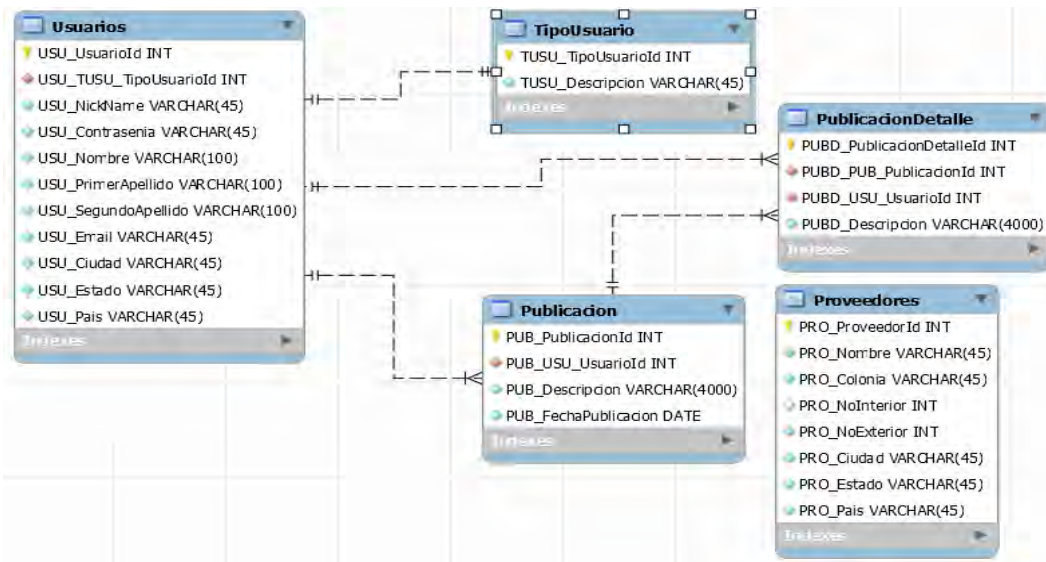 Usuarios
USU_UsuarioId INT
USU_TUSU_TipoUsuarioId INT
USU_NickName VARCHAR(45)
USU_Contrasenia VARCHAR(45)
USU_Nombre VARCHAR(100)
USU_PrimerApellido VARCHAR(100)
USU_SegundoApellido VARCHAR(100)
USU_Email VARCHAR(45)
USU_Ciudad VARCHAR(45)
USU_Estado VARCHAR(45)
USU_Pais VARCHAR(45)
Indexes
TipoUsuario
TUSU_TipoUsuarioId INT
TUSU_Descripcion VARCHAR(45)
Indexes
PublicacionDetalle
PUBD_PublicacionDetalleId INT
PUBD_PUB_PublicacionId INT
PUBD_USU_UsuarioId INT
PUBD_Descripcion VARCHAR(4000)
Indexes
Publicacion
PUB_PublicacionId INT
PUB_USU_UsuarioId INT
PUB_Descripcion VARCHAR(4000)
PUB_FechaPublicacion DATE
Indexes
Proveedores
PRO_ProveedorId INT
PRO_Nombre VARCHAR(45)
PRO_Colonia VARCHAR(45)
PRO_NoInterior INT
PRO_NoExterior INT
PRO_Ciudad VARCHAR(45)
PRO_Estado VARCHAR(45)
PRO_Pais VARCHAR(45)
Indexes